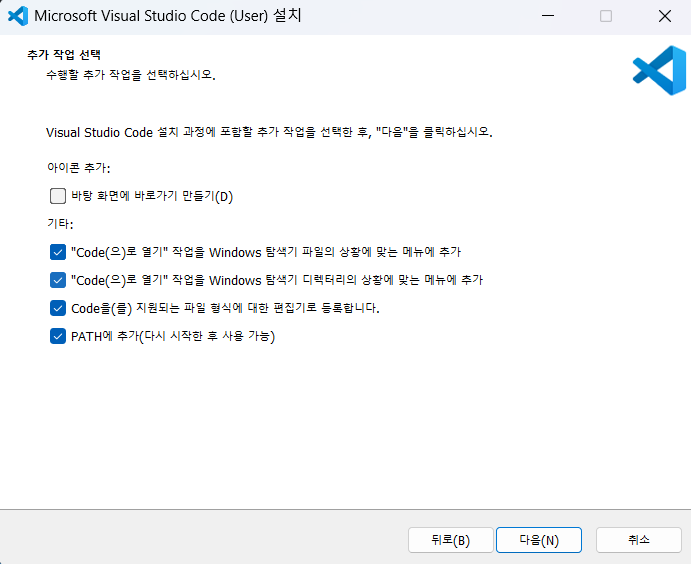 Microsoft Visual Studio Code (User) 설치
추가 작업 선택
수행할 추가 작업을 선택하십시오.
Visual Studio Code 설치 과정에 포함할 추가 작업을 선택한 후, "다음"을 클릭하십시오.
아이콘 추가:
바탕 화면에 바로가기 만들기(D)
기타:
"Code(으)로 열기" 작업을 Windows 탐색기 파일의 상황에 맞는 메뉴에 추가
"Code(으)로 열기" 작업을 Windows 탐색기 디렉터리의 상황에 맞는 메뉴에 추가
Code을(를) 지원되는 파일 형식에 대한 편집기로 등록합니다.
PATH에 추가(다시 시작한 후 사용 가능)
뒤로(B) 다음(N) 취소